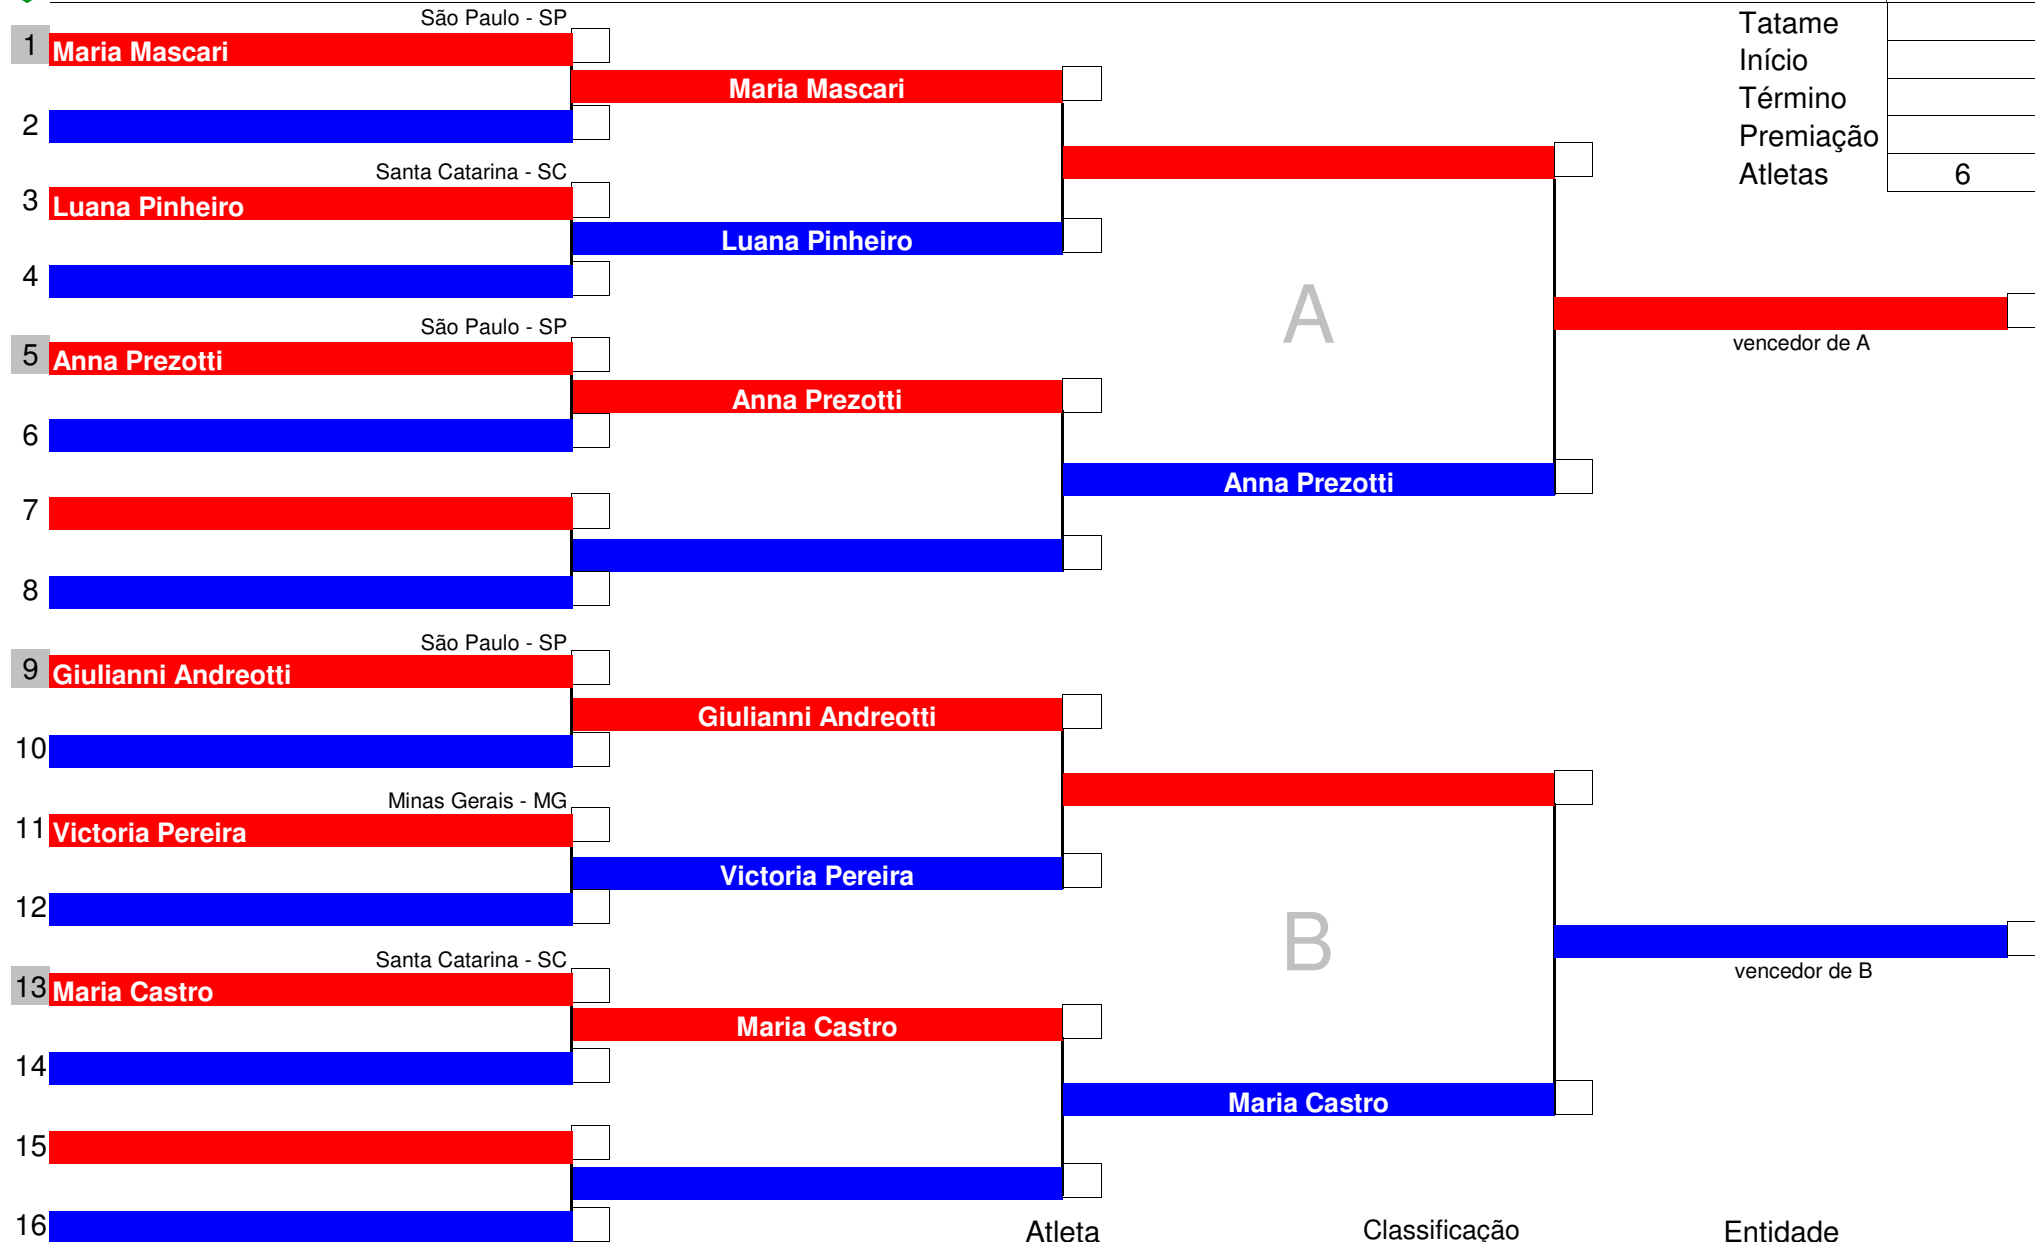 São Paulo - SP
Tatame
1 Maria Mascari
Início
Maria Mascari
Término
2
Premiação
Santa Catarina - SC
Atletas 6
3 Luana Pinheiro
Luana Pinheiro
4
A
São Paulo - SP
vencedor de A
5 Anna Prezotti
Anna Prezotti
6
Anna Prezotti
7
8
São Paulo - SP
9 Giulianni Andreotti
Giulianni Andreotti
10
Minas Gerais - MG
11 Victoria Pereira
Victoria Pereira
12
B
Santa Catarina - SC
vencedor de B
13 Maria Castro
Maria Castro
14
Maria Castro
15
16
Atleta Classificação Entidade